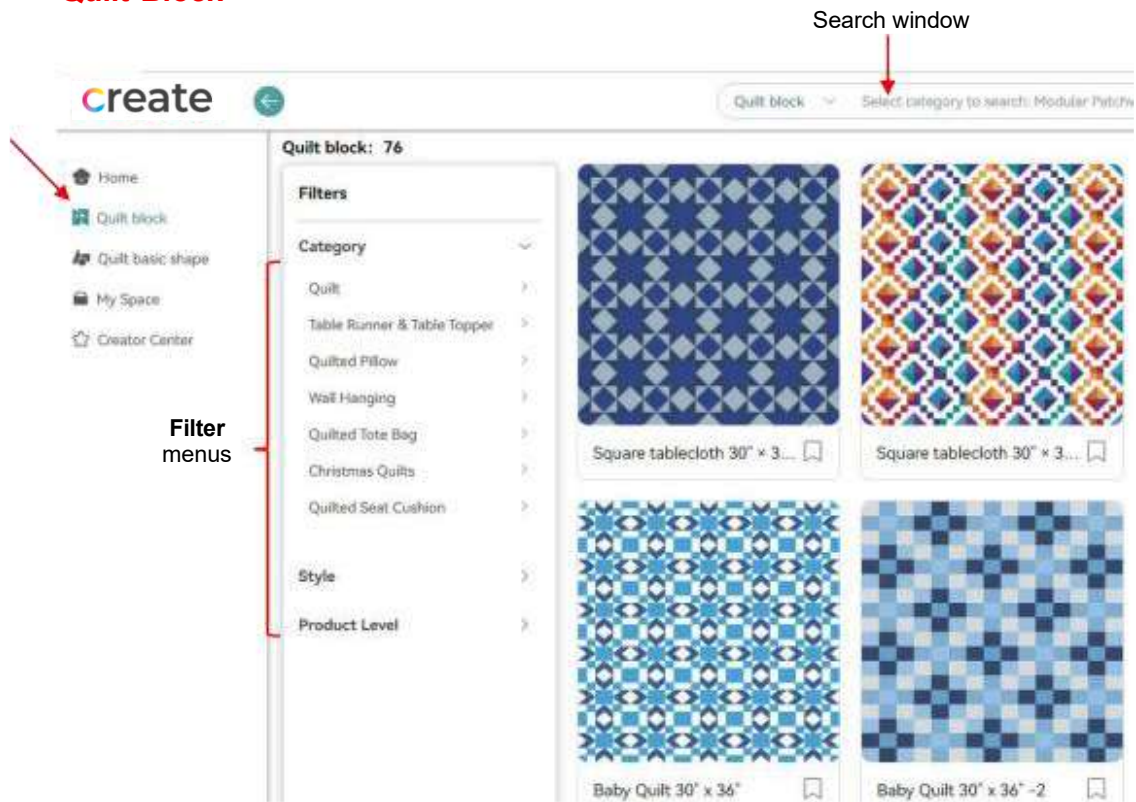 Quilt Block
Search window
create
Quilt block
Select category to search: Modular Patchw
Quilt block: 76
Home
Quilt block
Quilt basic shape
My Space
Creator Center
Filters
Category
Quilt
Table Runner & Table Topper
Quilted Pillow
Wall Hanging
Quilted Tote Bag
Christmas Quilts
Quilted Seat Cushion
Style
Product Level
Filter
menus
Square tablecloth 30" × 3...
Square tablecloth 30" × 3...
Baby Quilt 30" x 36"
Baby Quilt 30" x 36" -2